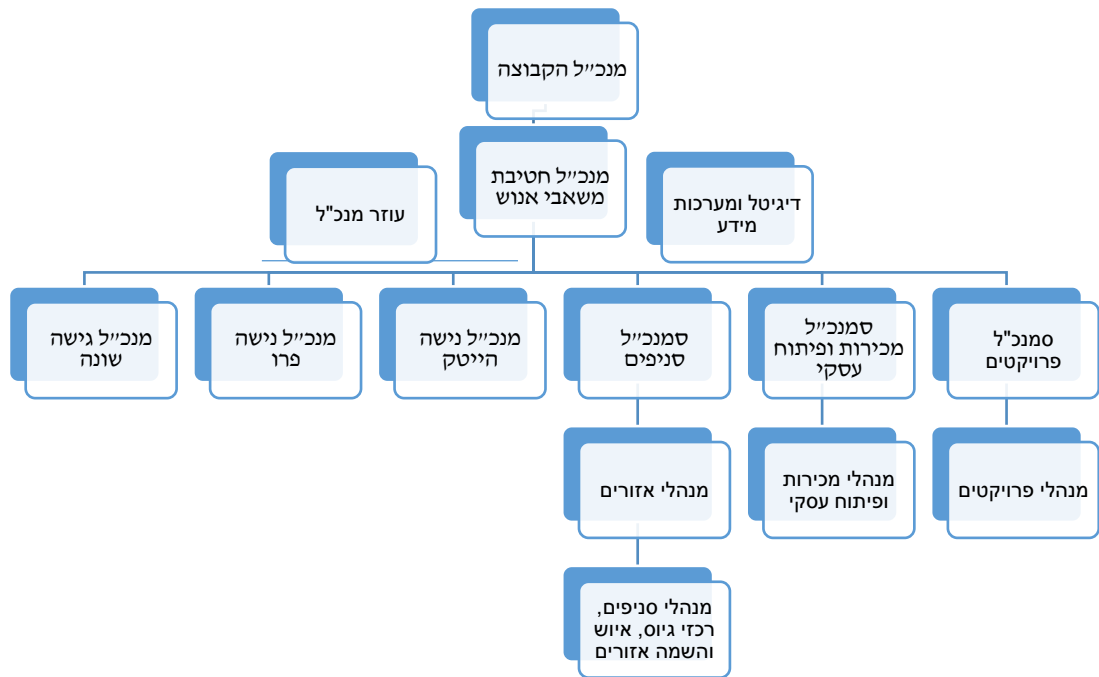 מנכ״ל הקבוצה
מנכ״ל חטיבת
משאבי אנוש
דיגיטל ומערכות
מידע
עוזר מנכ"ל
סמנכ"ל
פרויקטים
סמנכ״ל
מכירות ופיתוח
עסקי
סמנכ״ל
סניפים
מנכ״ל נישה
הייטק
מנכ״ל נישה
פרו
מנכ״ל גישה
שונה
מנהלי פרויקטים
מנהלי מכירות
ופיתוח עסקי
מנהלי אזורים
מנהלי סניפים,
רכזי גיוס, איוש
והשמה אזורים